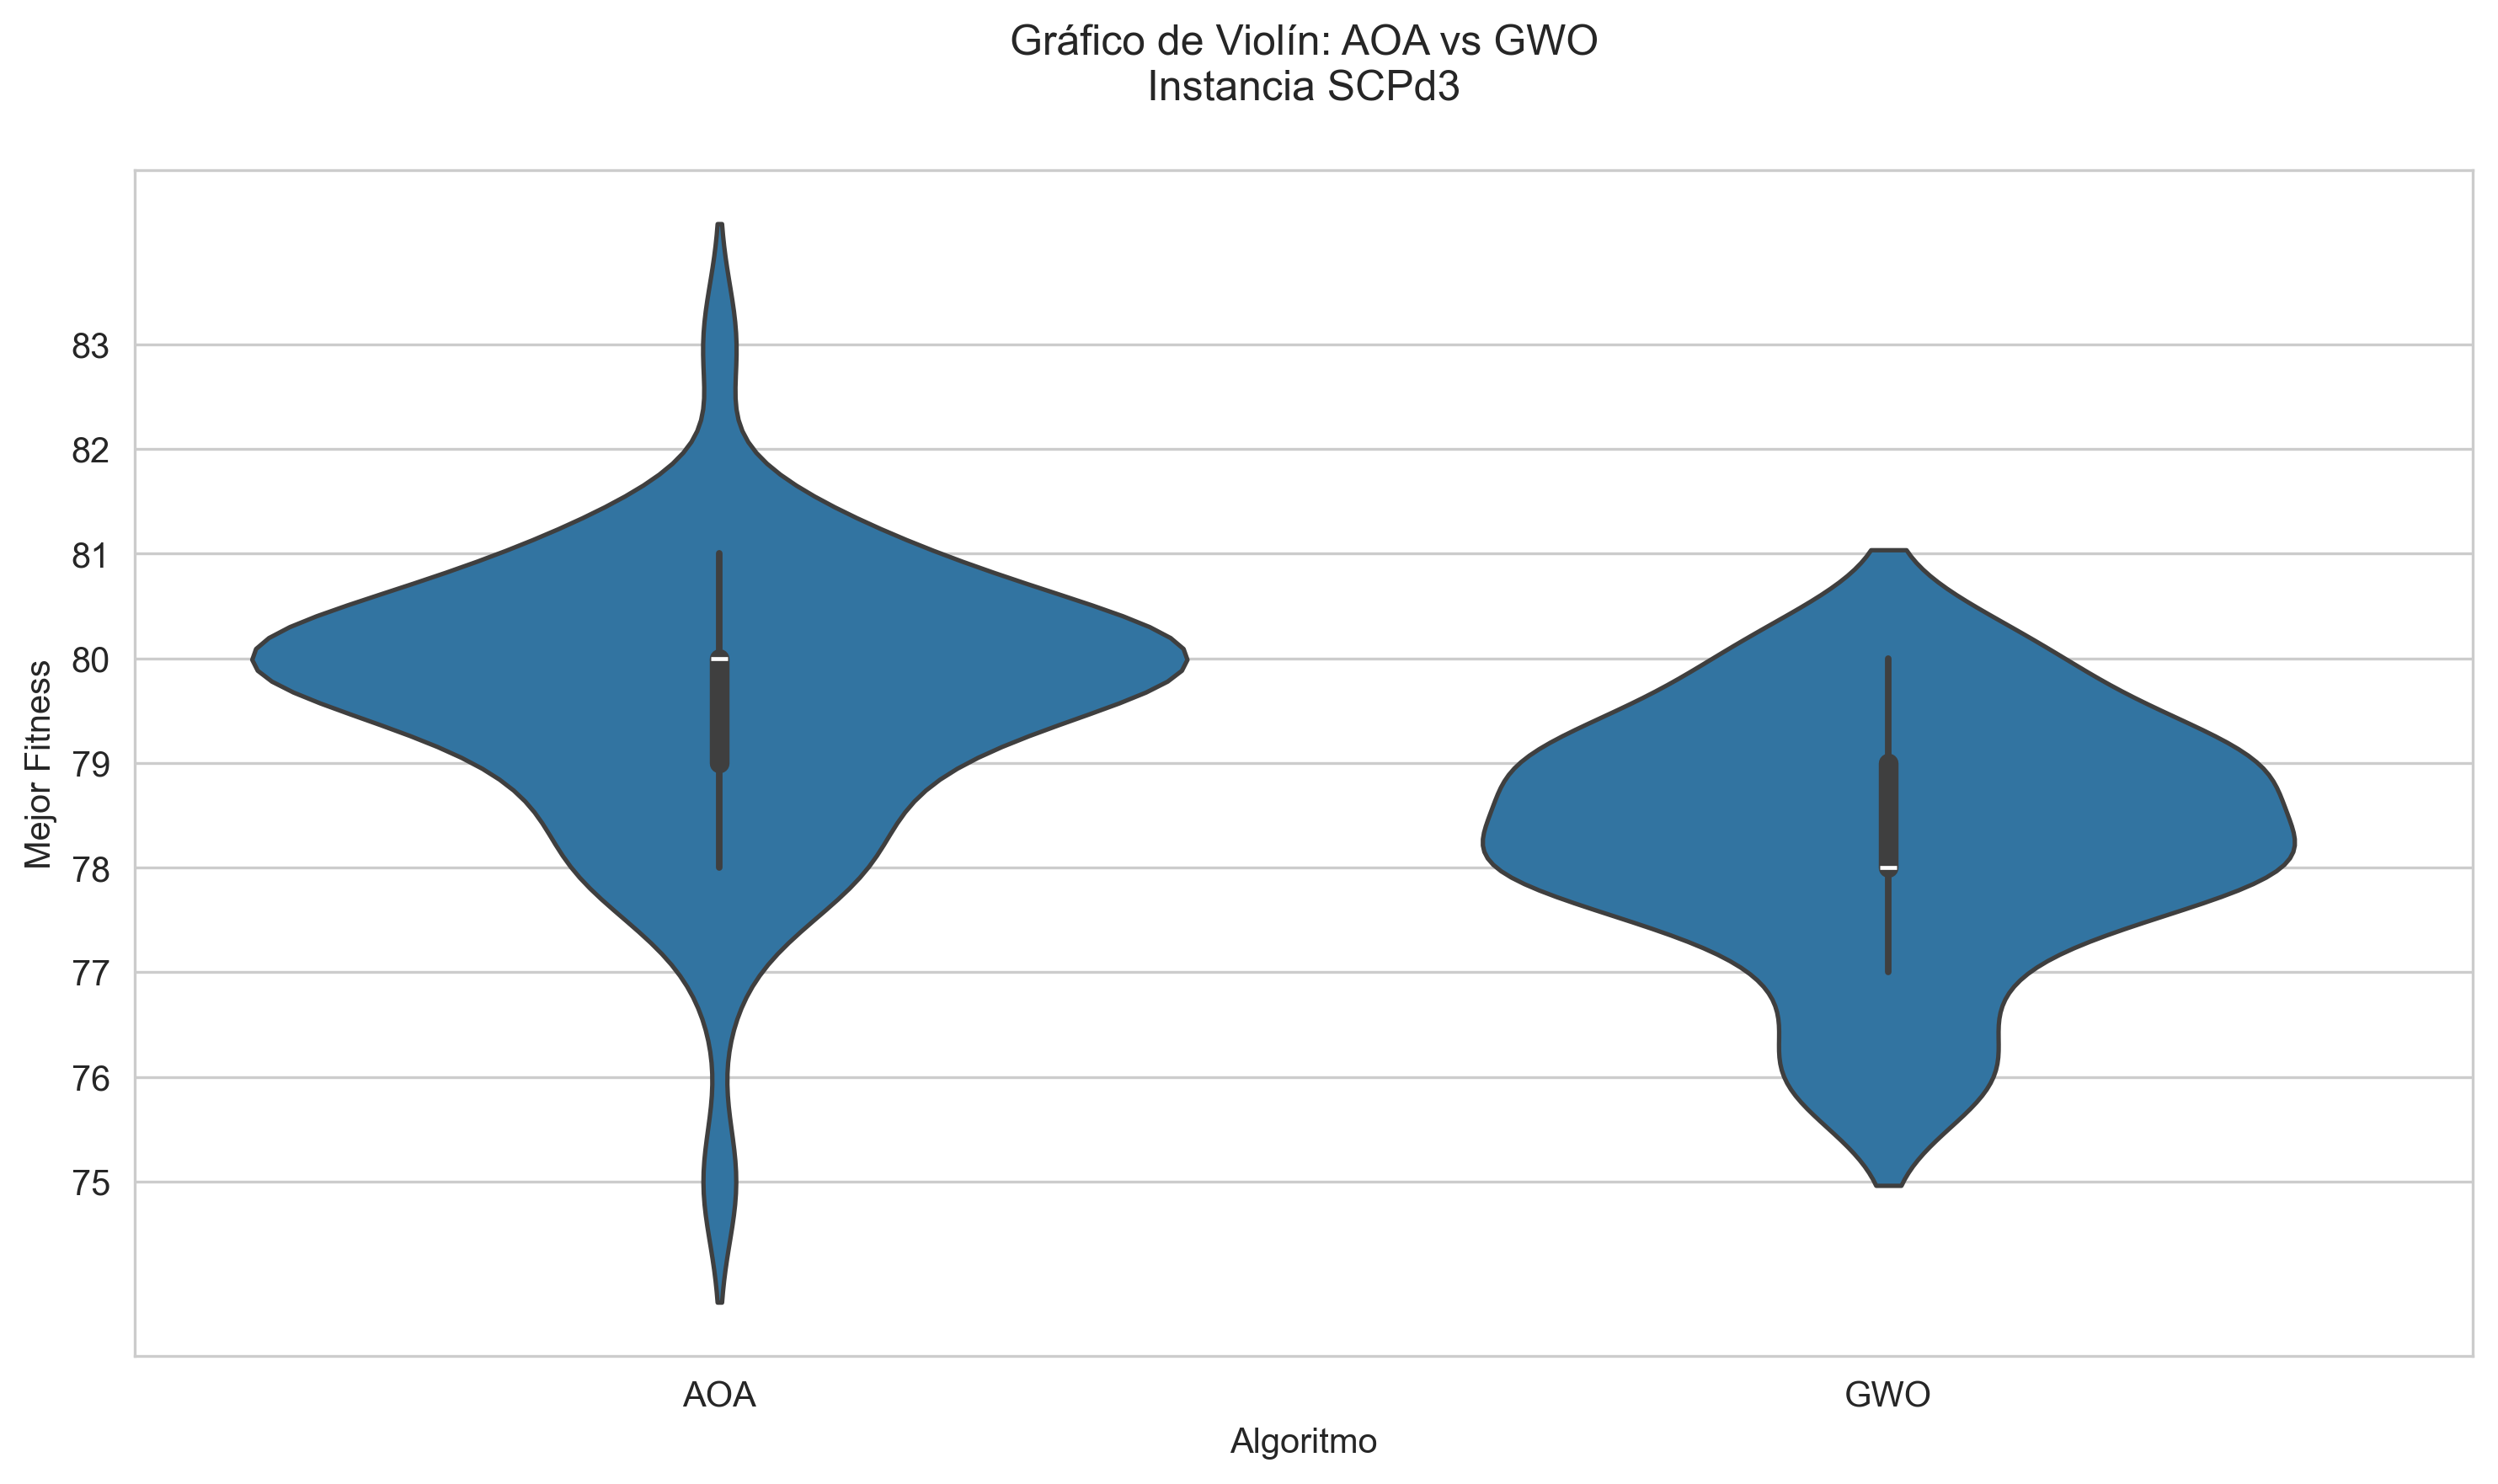 Gráfico de Violín: AOA vs GWO
Instancia SCPd3
Mejor Fitness
83
82
81
80
79
78
77
76
75
AOA
GWO
Algoritmo